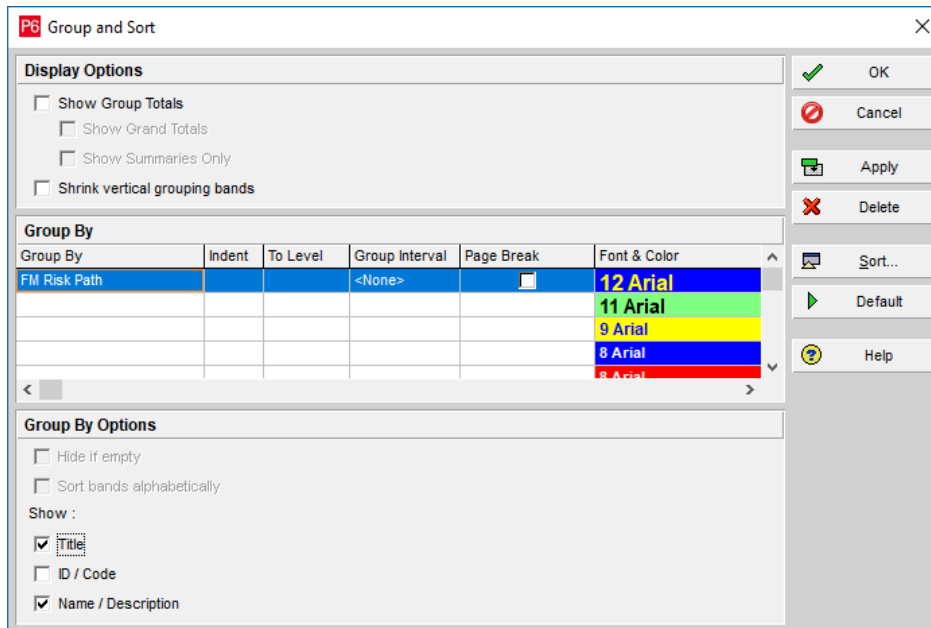 P6 Group and Sort
Display Options
Show Group Totals
Show Grand Totals
Show Summaries Only
Shrink vertical grouping bands
Group By
Group By Indent To Level Group Interval Page Break Font & Color
FM Risk Path <None> 12 Arial
11 Arial
9 Arial
8 Arial
8 Arial
Group By Options
Hide if empty
Sort bands alphabetically
Show :
Title
ID / Code
Name / Description
OK
Cancel
Apply
Delete
Sort...
Default
? Help